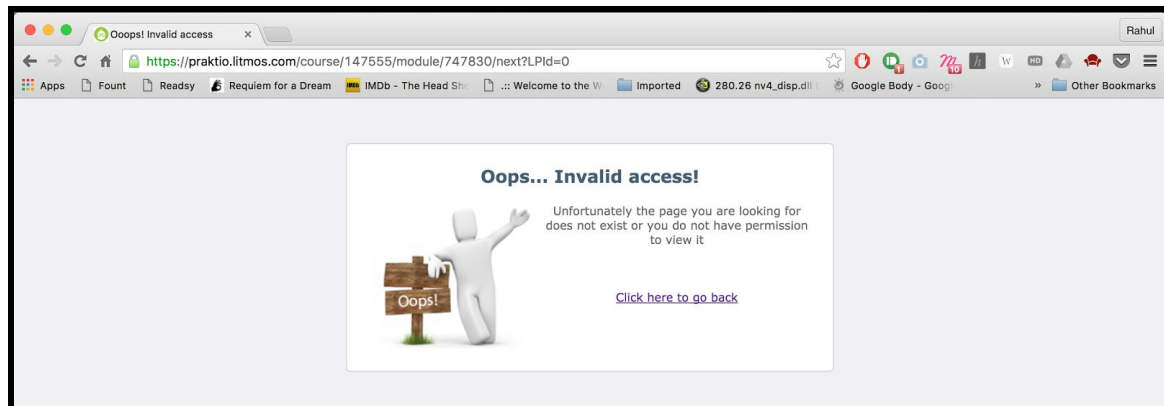 Ooops! Invalid access
Rahul
https://praktio.litmos.com/course/147555/module/747830/next?LPId=0
Apps Fount Readsy Requiem for a Dream IMDb - The Head Sh .:: Welcome to the W Imported 280.26 nv4_disp.dll Google Body - Goog » Other Bookmarks
Oops... Invalid access!
Unfortunately the page you are looking for
does not exist or you do not have permission
to view it
Oops!
Click here to go back